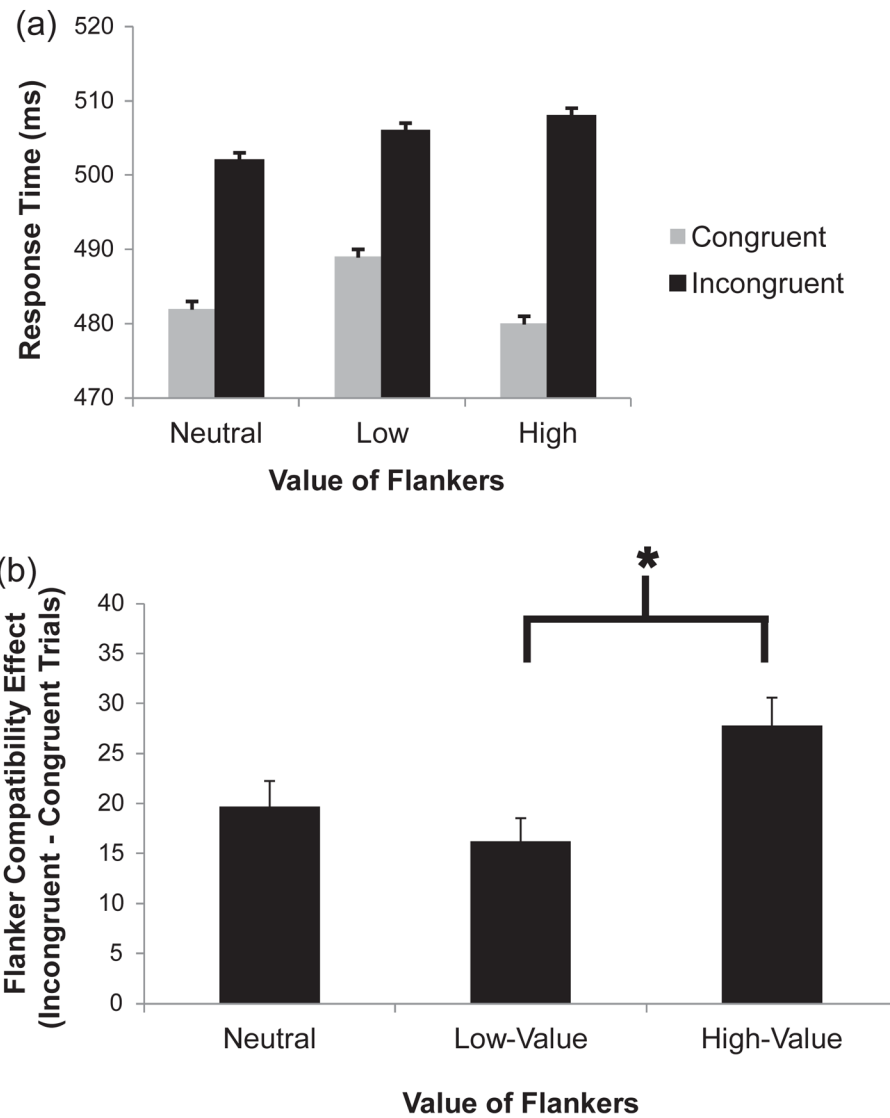 (a)
520
510
500
490
480
470
Response Time (ms)
Neutral Low High
Value of Flankers
Congruent
Incongruent
(b)
40
35
30
25
20
15
10
5
0
Flanker Compatibility Effect
(Incongruent - Congruent Trials)
*
Neutral Low-Value High-Value
Value of Flankers